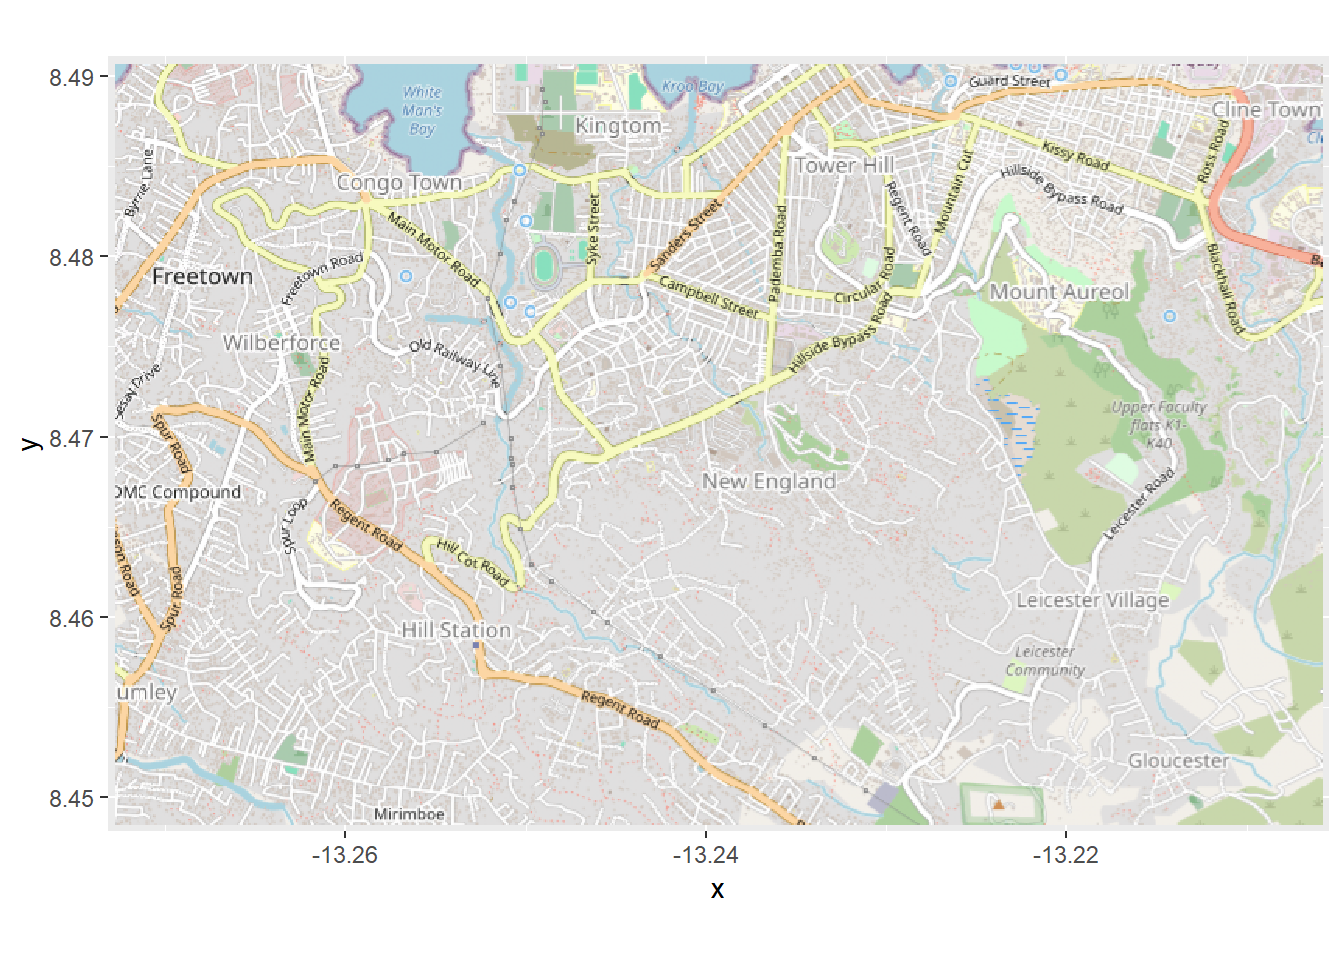 8.49
8.48
8.47
8.46
8.45
y
White
Man's
Bay
Kroo Bay
Guard Street
Cline Town
Kingtom
Tower Hill
Kissy Road
Ross Road
Byrne Lane
Congo Town
Hillside Bypass Road
Mountain Cut
Regent Road
Main Motor Road
Syke Street
Sanders Street
Pademba Road
Circular Road
Blackhall Road
Freetown
Freetown Road
Campbell Street
Mount Aureol
Wilberforce
Old Railway Line
Hillside Bypass Road
esay Drive
Main Motor Road
Upper Faculty
flats K1-
K40
Spur Road
New England
OMC Compound
Leicester Road
Spur Loop
Regent Road
Hill Cot Road
son Road
Spur Road
Leicester Village
Hill Station
Leicester
Community
umley
Regent Road
Gloucester
Mirimboe
-13.26
-13.24
-13.22
x